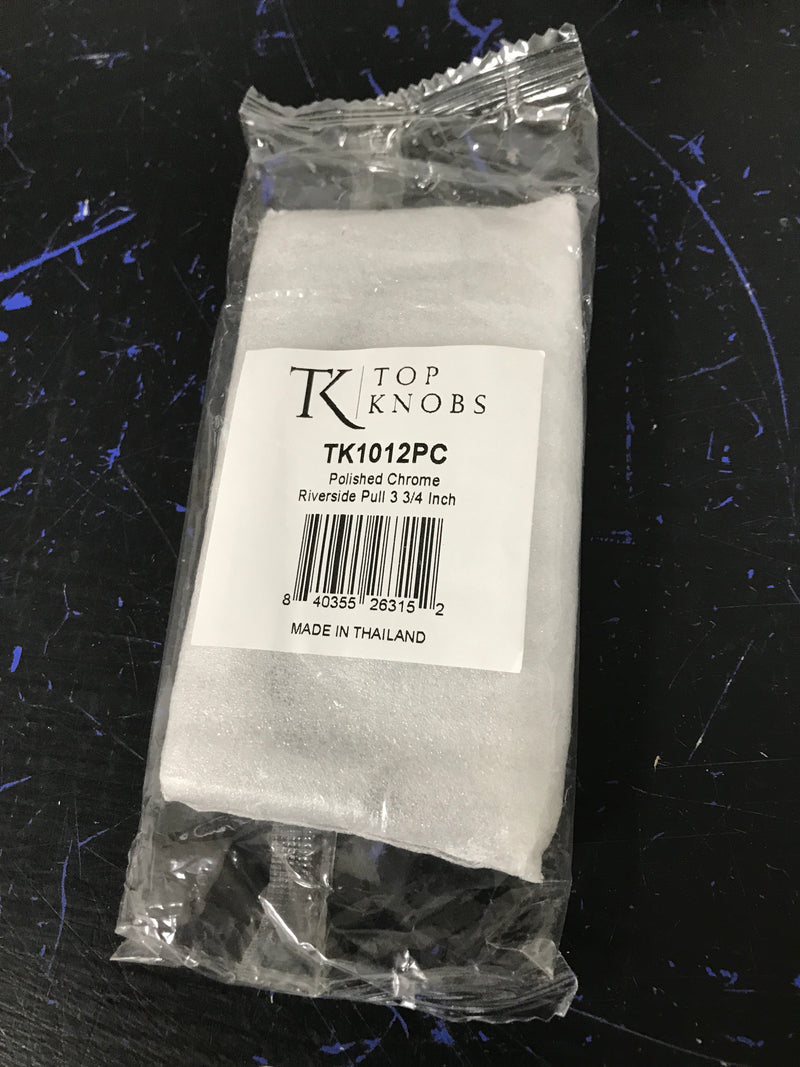 TK TOP
KNOBS
TK1012PC
Polished Chrome
Riverside Pull 3 3/4 Inch
8 40355 26315 2
MADE IN THAILAND